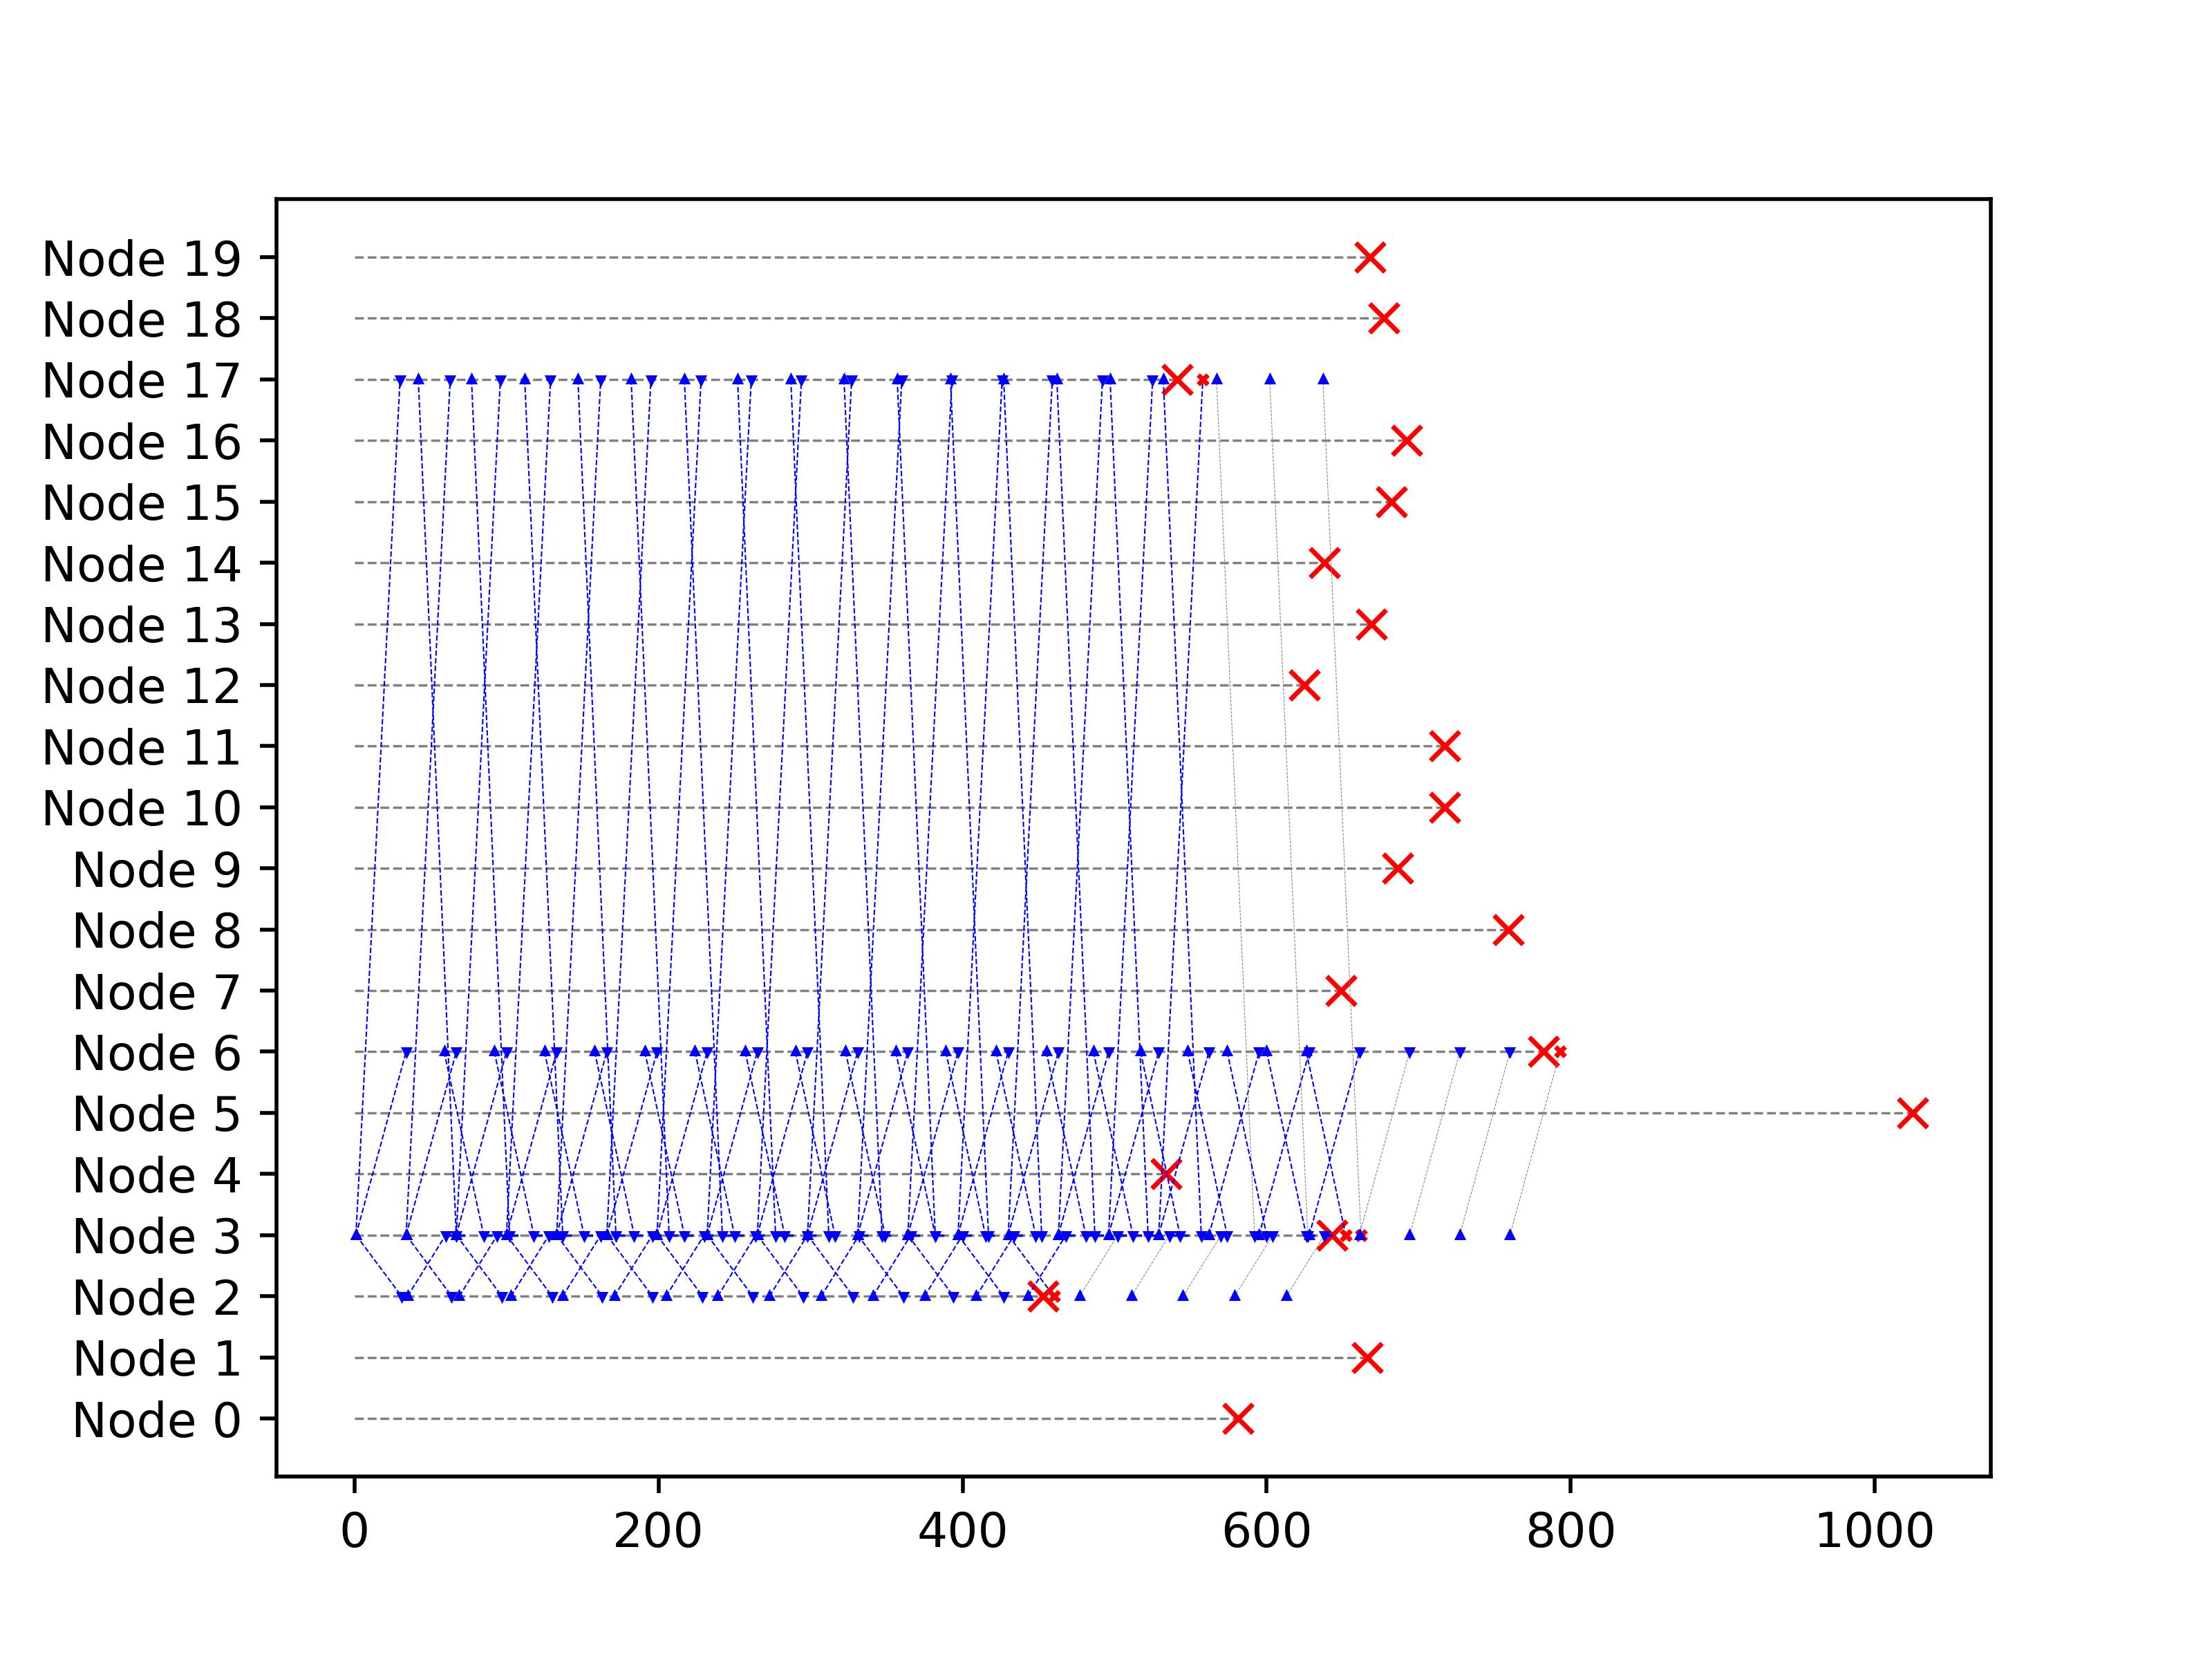 Node 19
Node 18
Node 17
Node 16
Node 15
Node 14
Node 13
Node 12
Node 11
Node 10
Node 9
Node 8
Node 7
Node 6
Node 5
Node 4
Node 3
Node 2
Node 1
Node 0
0 200 400 600 800 1000